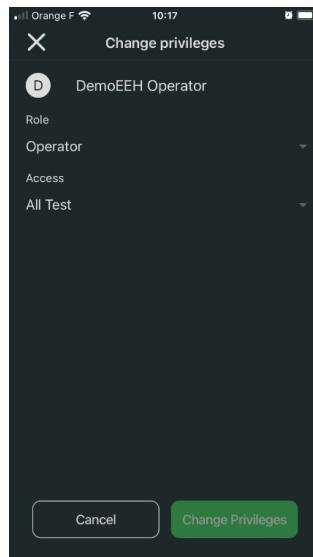 Orange F 10:17
Change privileges
D DemoEEH Operator
Role
Operator
Access
All Test
Cancel Change Privileges